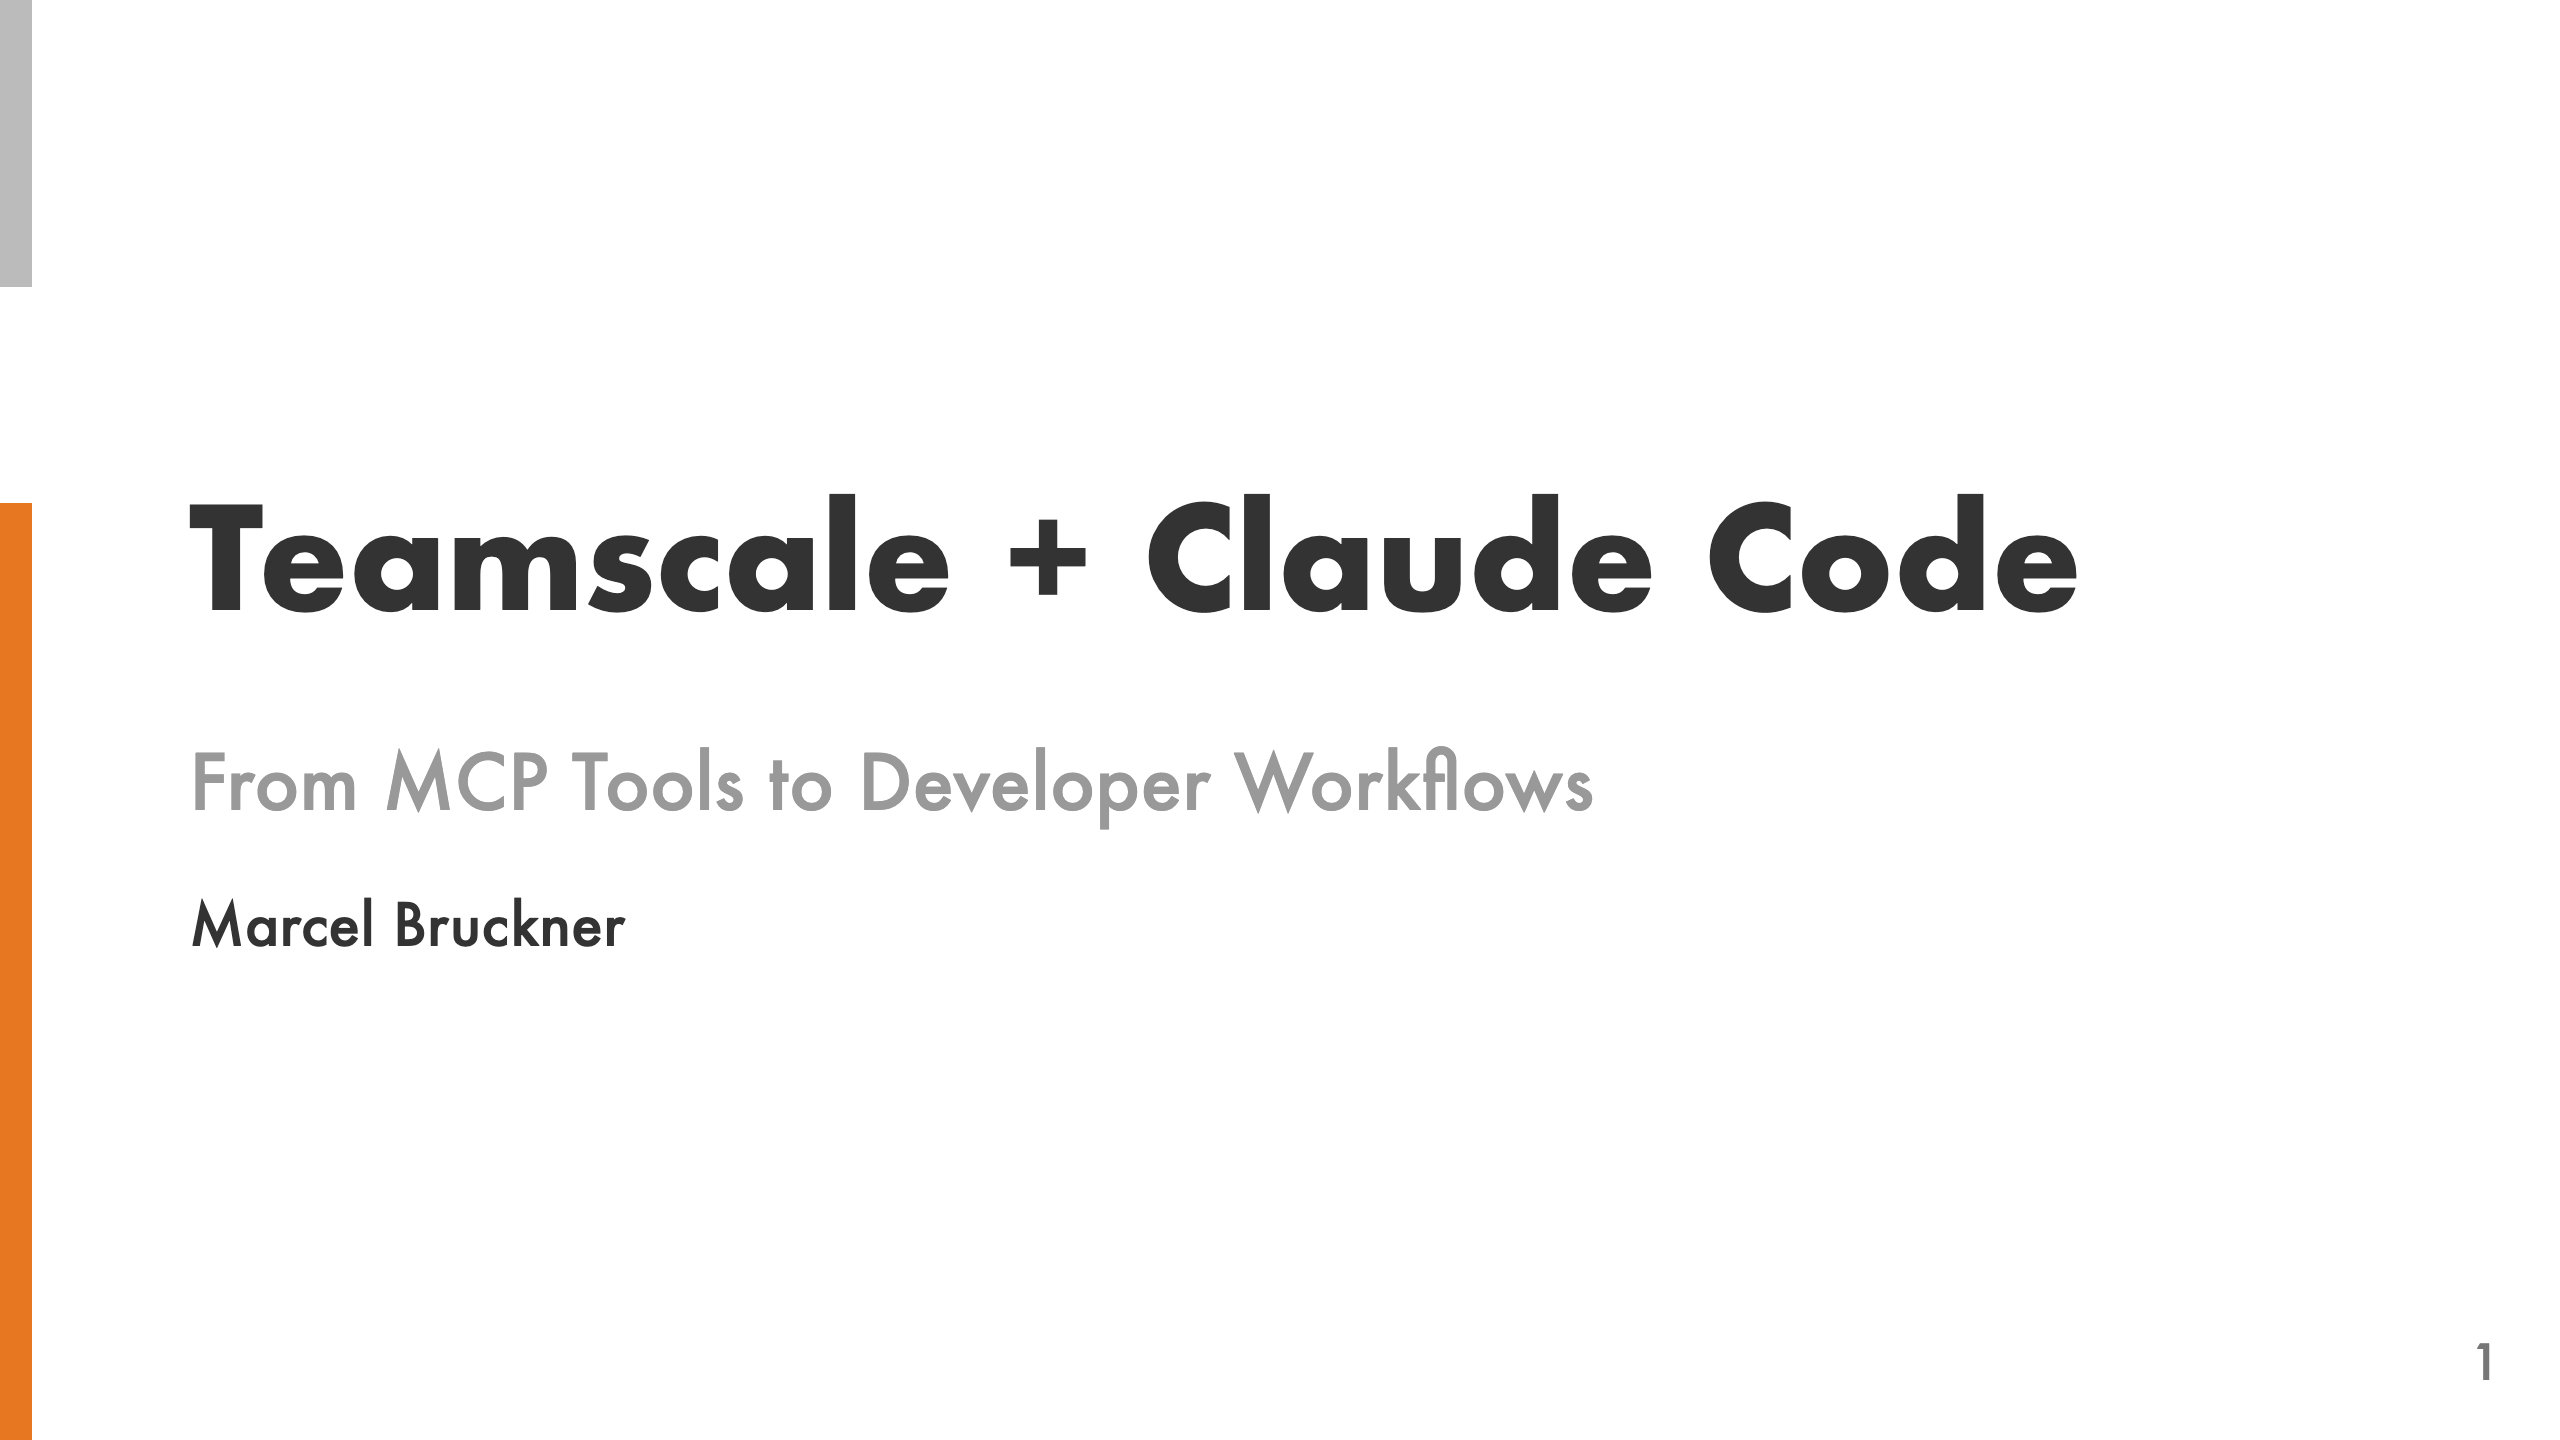 Teamscale + Claude Code
From MCP Tools to Developer Workflows
Marcel Bruckner
1